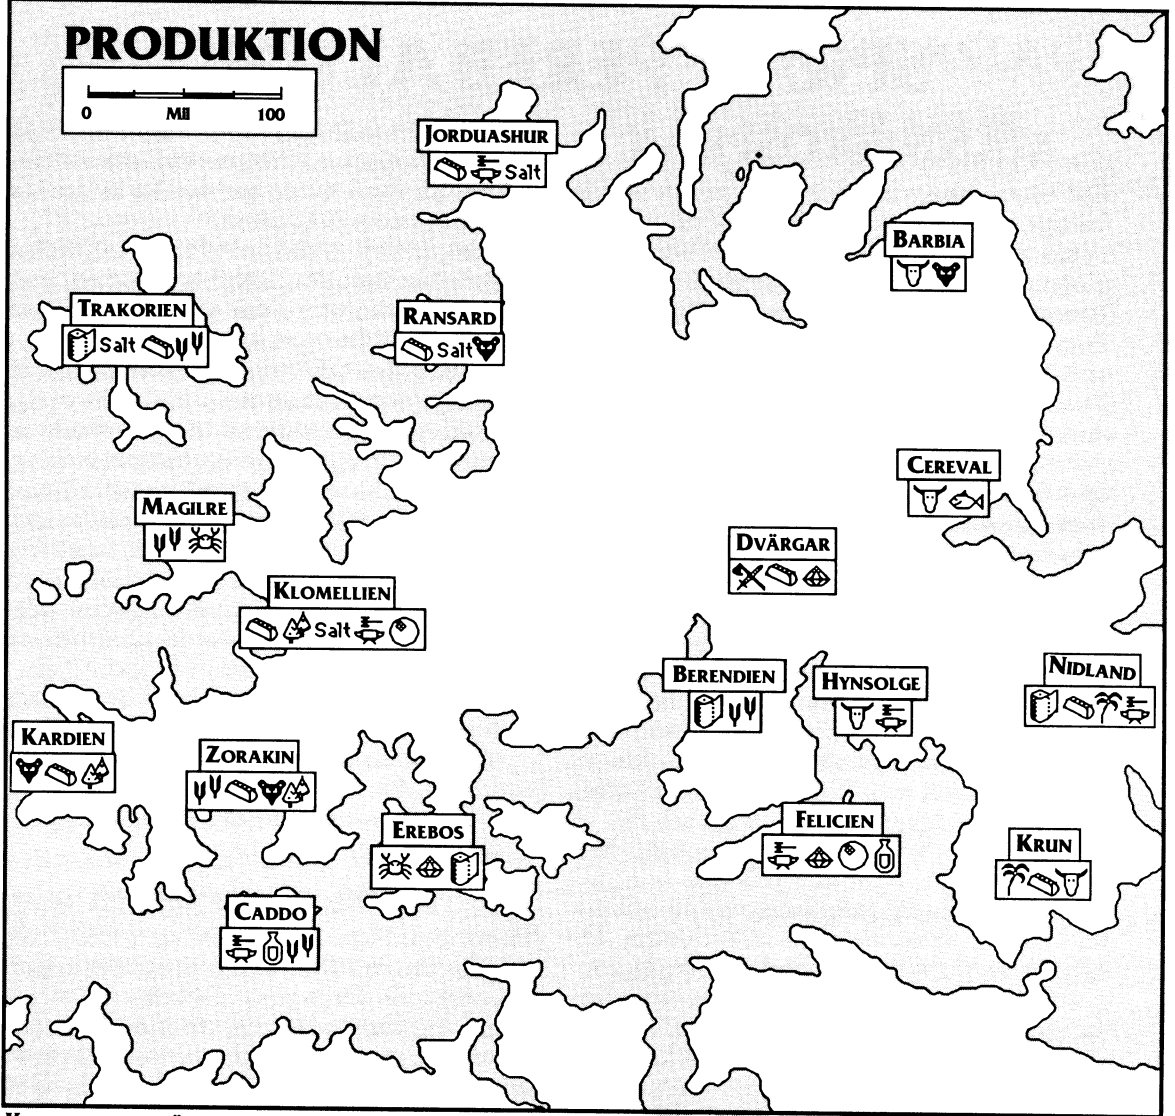 PRODUKTION
0 Mil 100
JORDUASHUR
Salt
BARBIA
TRAKORIEN
Salt
RANSARD
Salt
CEREVAL
MAGILRE
DVÄRGAR
KLOMELLIEN
Salt
BERENDIEN
HYNSOLGE
NIDLAND
KARDIEN
ZORAKIN
EREBOS
FELICIEN
KRUN
CADDO